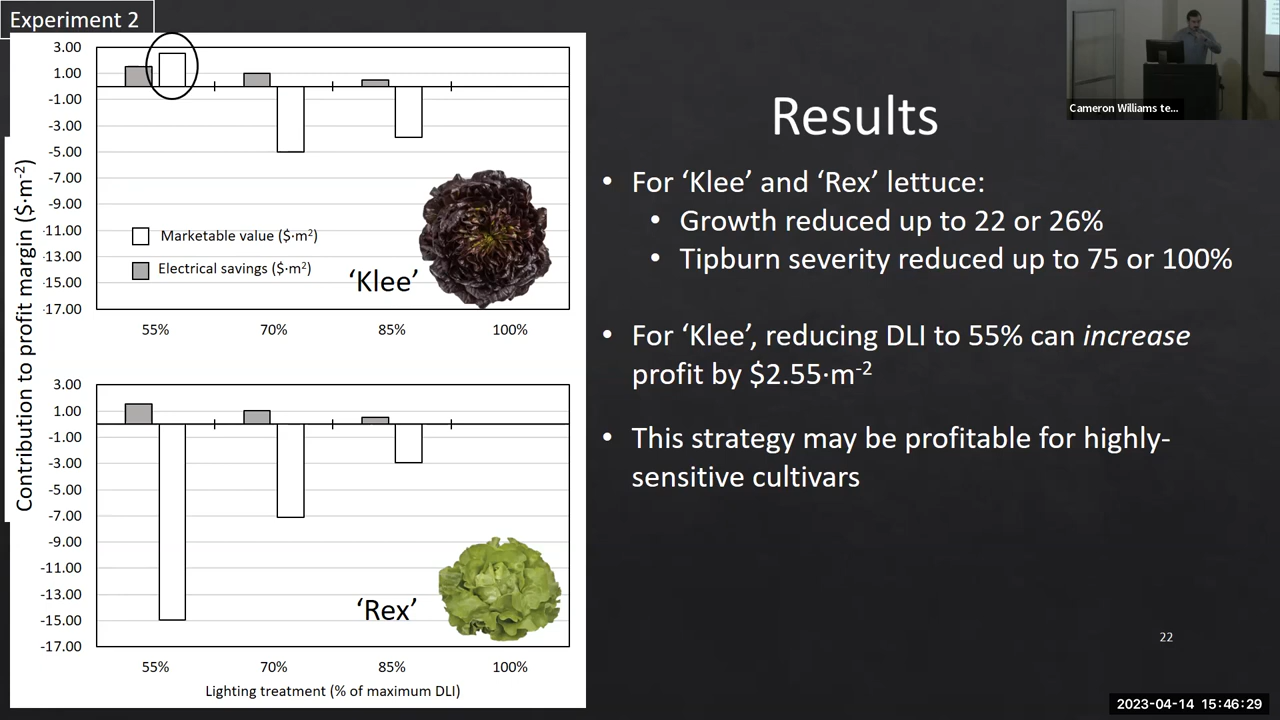 Experiment 2
Contribution to profit margin ($·m-2)
3.00
1.00
-1.00
-3.00
-5.00
-7.00
-9.00
-11.00
-13.00
-15.00
-17.00
Marketable value ($·m2)
Electrical savings ($·m2)
‘Klee’
55% 70% 85% 100%
3.00
1.00
-1.00
-3.00
-5.00
-7.00
-9.00
-11.00
-13.00
-15.00
-17.00
‘Rex’
55% 70% 85% 100%
Lighting treatment (% of maximum DLI)
Results
• For ‘Klee’ and ‘Rex’ lettuce:
• Growth reduced up to 22 or 26%
• Tipburn severity reduced up to 75 or 100%
• For ‘Klee’, reducing DLI to 55% can increase
profit by $2.55·m-2
• This strategy may be profitable for highly-
sensitive cultivars
22
Cameron Williams te...
2023-04-14 15:46:29